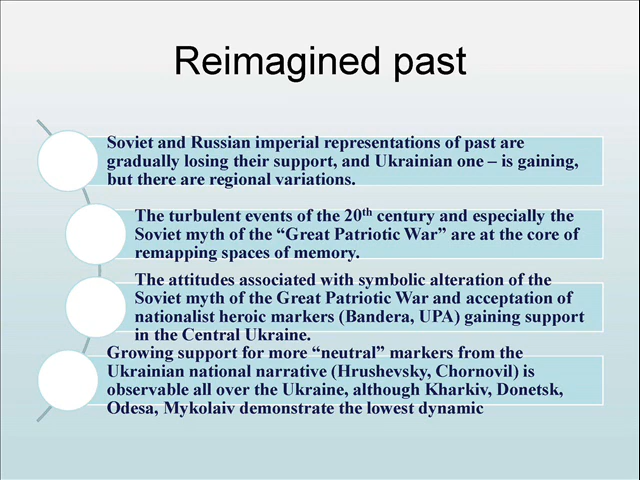 Reimagined past
Soviet and Russian imperial representations of past are
gradually losing their support, and Ukrainian one – is gaining,
but there are regional variations.
The turbulent events of the 20th century and especially the
Soviet myth of the “Great Patriotic War” are at the core of
remapping spaces of memory.
The attitudes associated with symbolic alteration of the
Soviet myth of the Great Patriotic War and acceptation of
nationalist heroic markers (Bandera, UPA) gaining support
in the Central Ukraine.
Growing support for more “neutral” markers from the
Ukrainian national narrative (Hrushevsky, Chornovil) is
observable all over the Ukraine, although Kharkiv, Donetsk,
Odesa, Mykolaiv demonstrate the lowest dynamic